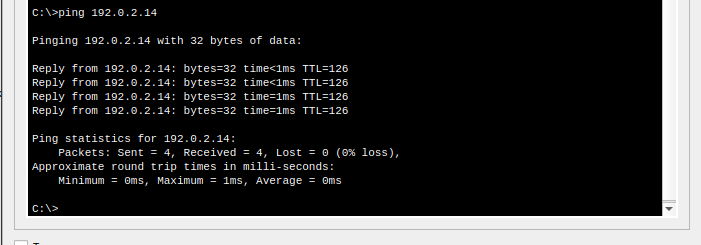 C:\>ping 192.0.2.14
Pinging 192.0.2.14 with 32 bytes of data:
Reply from 192.0.2.14: bytes=32 time<1ms TTL=126
Reply from 192.0.2.14: bytes=32 time<1ms TTL=126
Reply from 192.0.2.14: bytes=32 time=1ms TTL=126
Reply from 192.0.2.14: bytes=32 time=1ms TTL=126
Ping statistics for 192.0.2.14:
    Packets: Sent = 4, Received = 4, Lost = 0 (0% loss),
Approximate round trip times in milli-seconds:
    Minimum = 0ms, Maximum = 1ms, Average = 0ms
C:\>